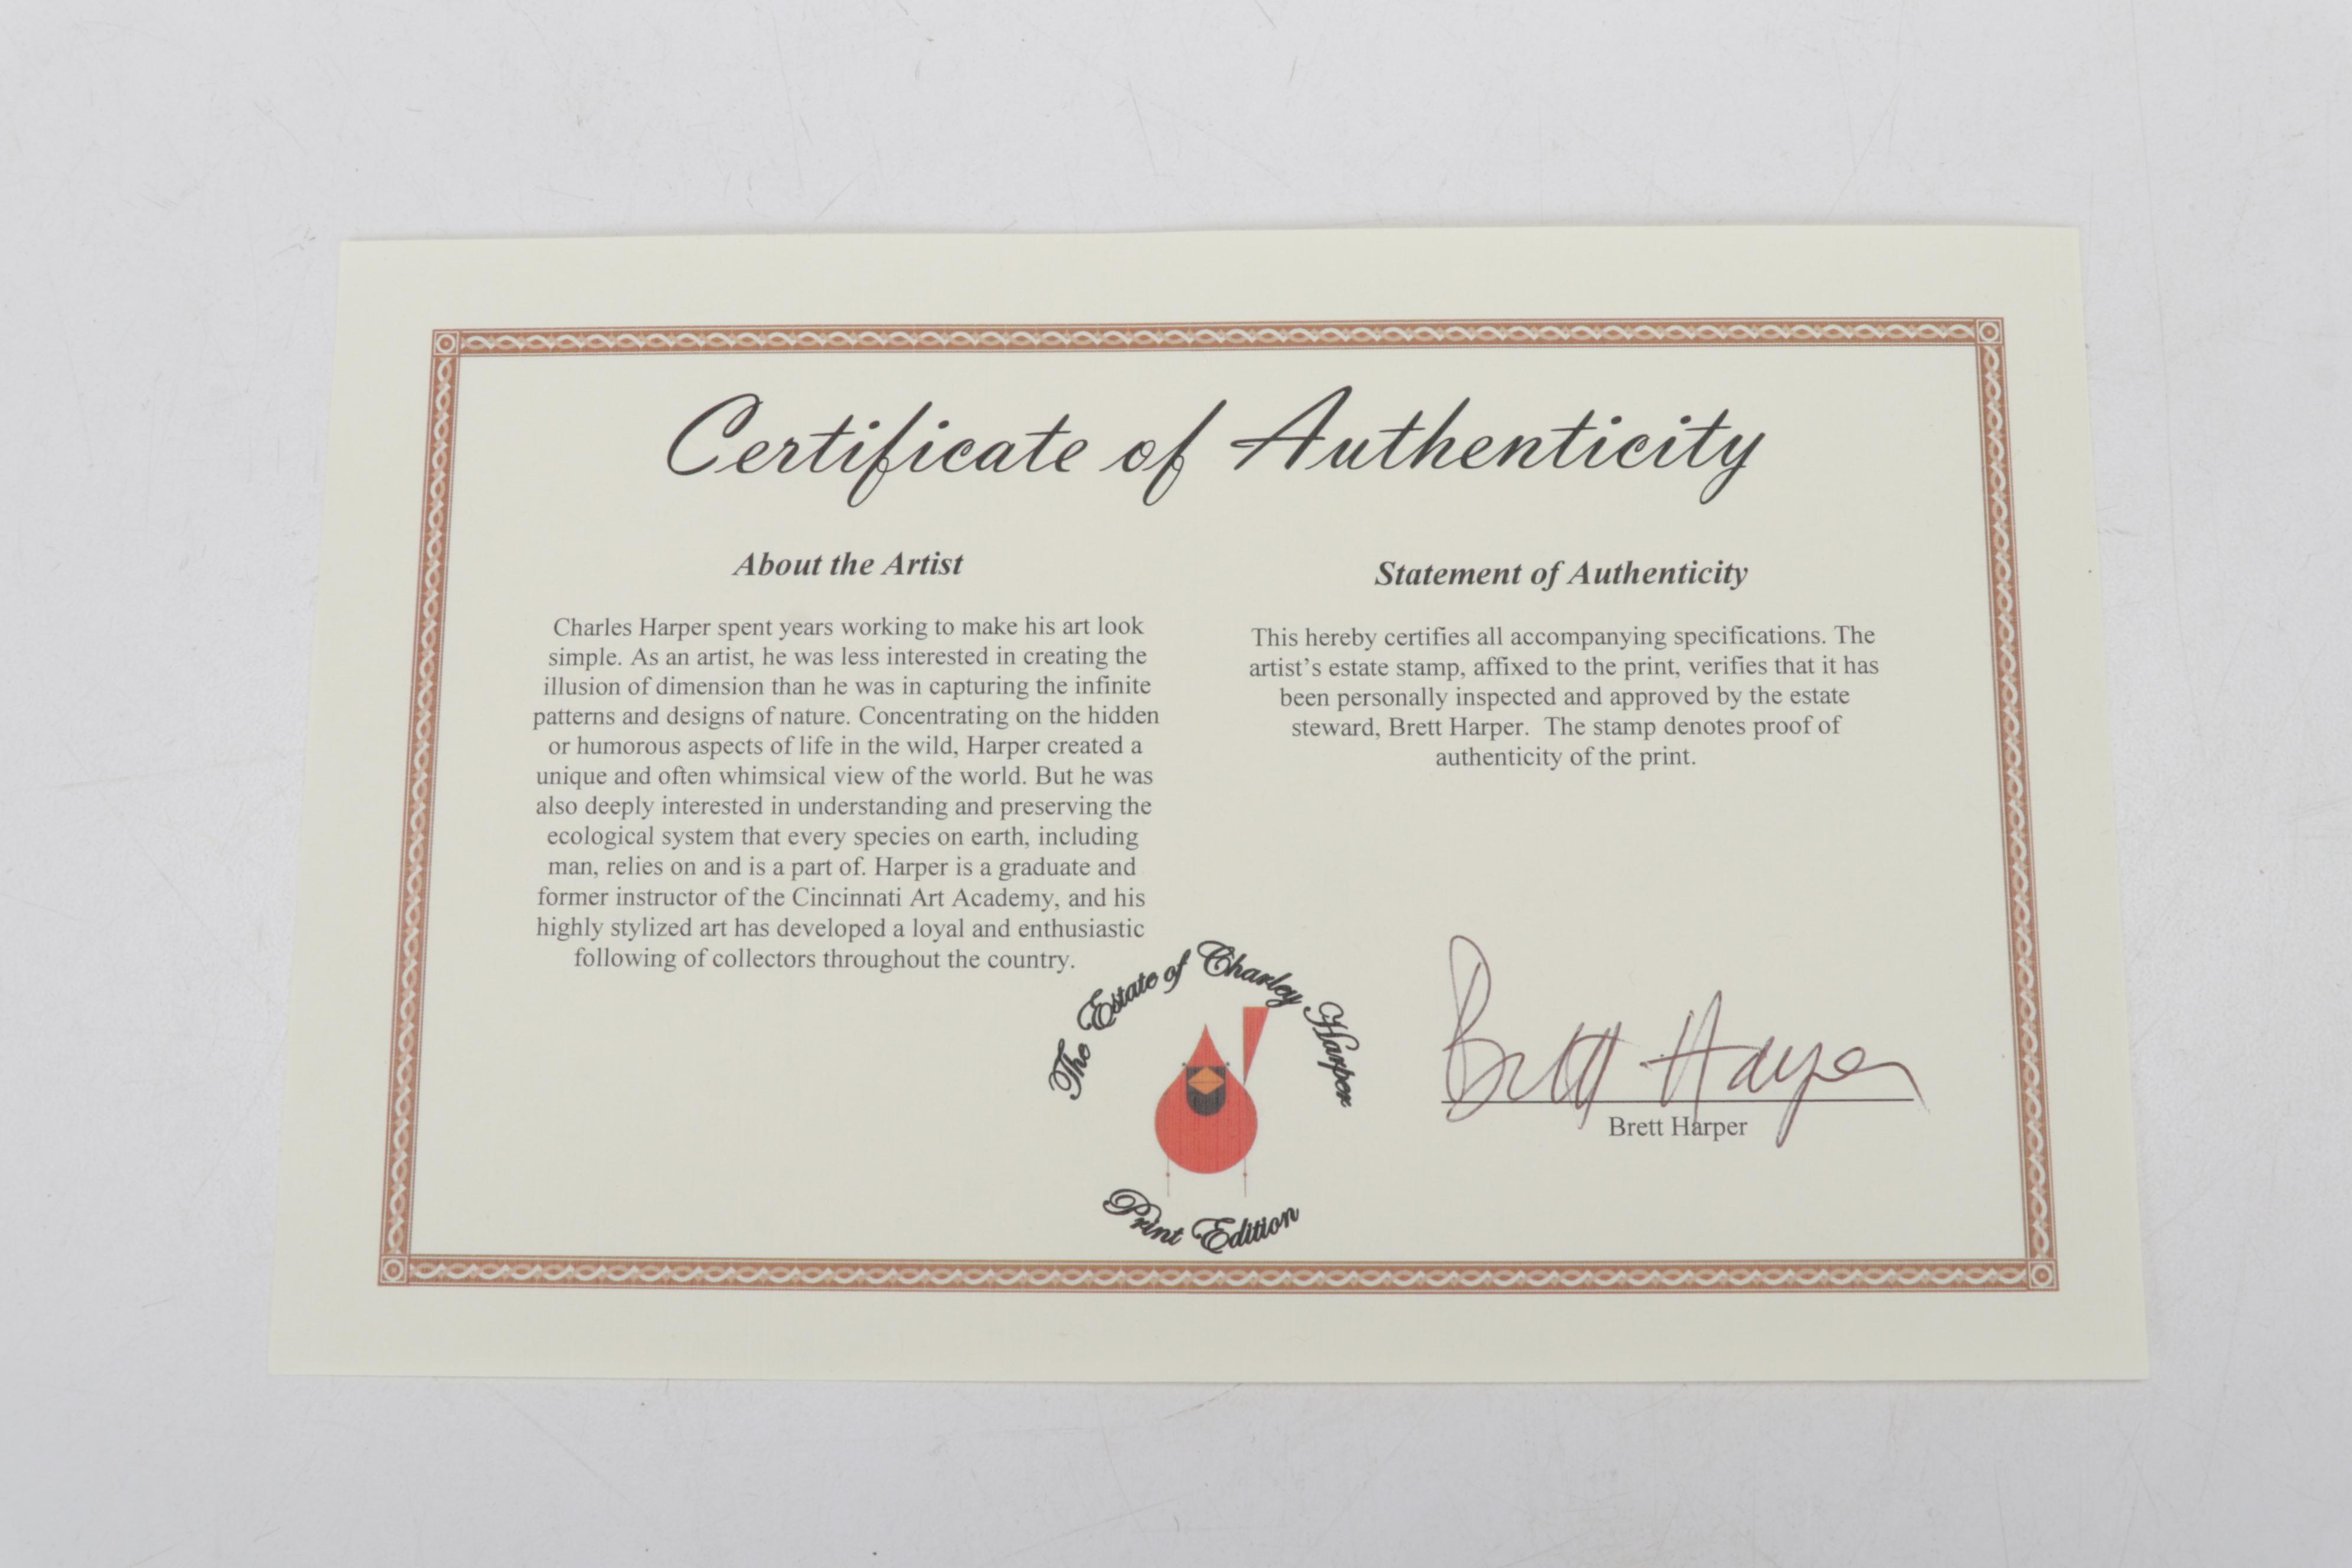 Certificate of Authenticity
About the Artist
Charles Harper spent years working to make his art look
simple. As an artist, he was less interested in creating the
illusion of dimension than he was in capturing the infinite
patterns and designs of nature. Concentrating on the hidden
or humorous aspects of life in the wild, Harper created a
unique and often whimsical view of the world. But he was
also deeply interested in understanding and preserving the
ecological system that every species on earth, including
man, relies on and is a part of. Harper is a graduate and
former instructor of the Cincinnati Art Academy, and his
highly stylized art has developed a loyal and enthusiastic
following of collectors throughout the country.
Statement of Authenticity
This hereby certifies all accompanying specifications. The
artist's estate stamp, affixed to the print, verifies that it has
been personally inspected and approved by the estate
steward, Brett Harper. The stamp denotes proof of
authenticity of the print.
The Estate of Charley Harper
Print Edition
Brett Harper
Brett Harper